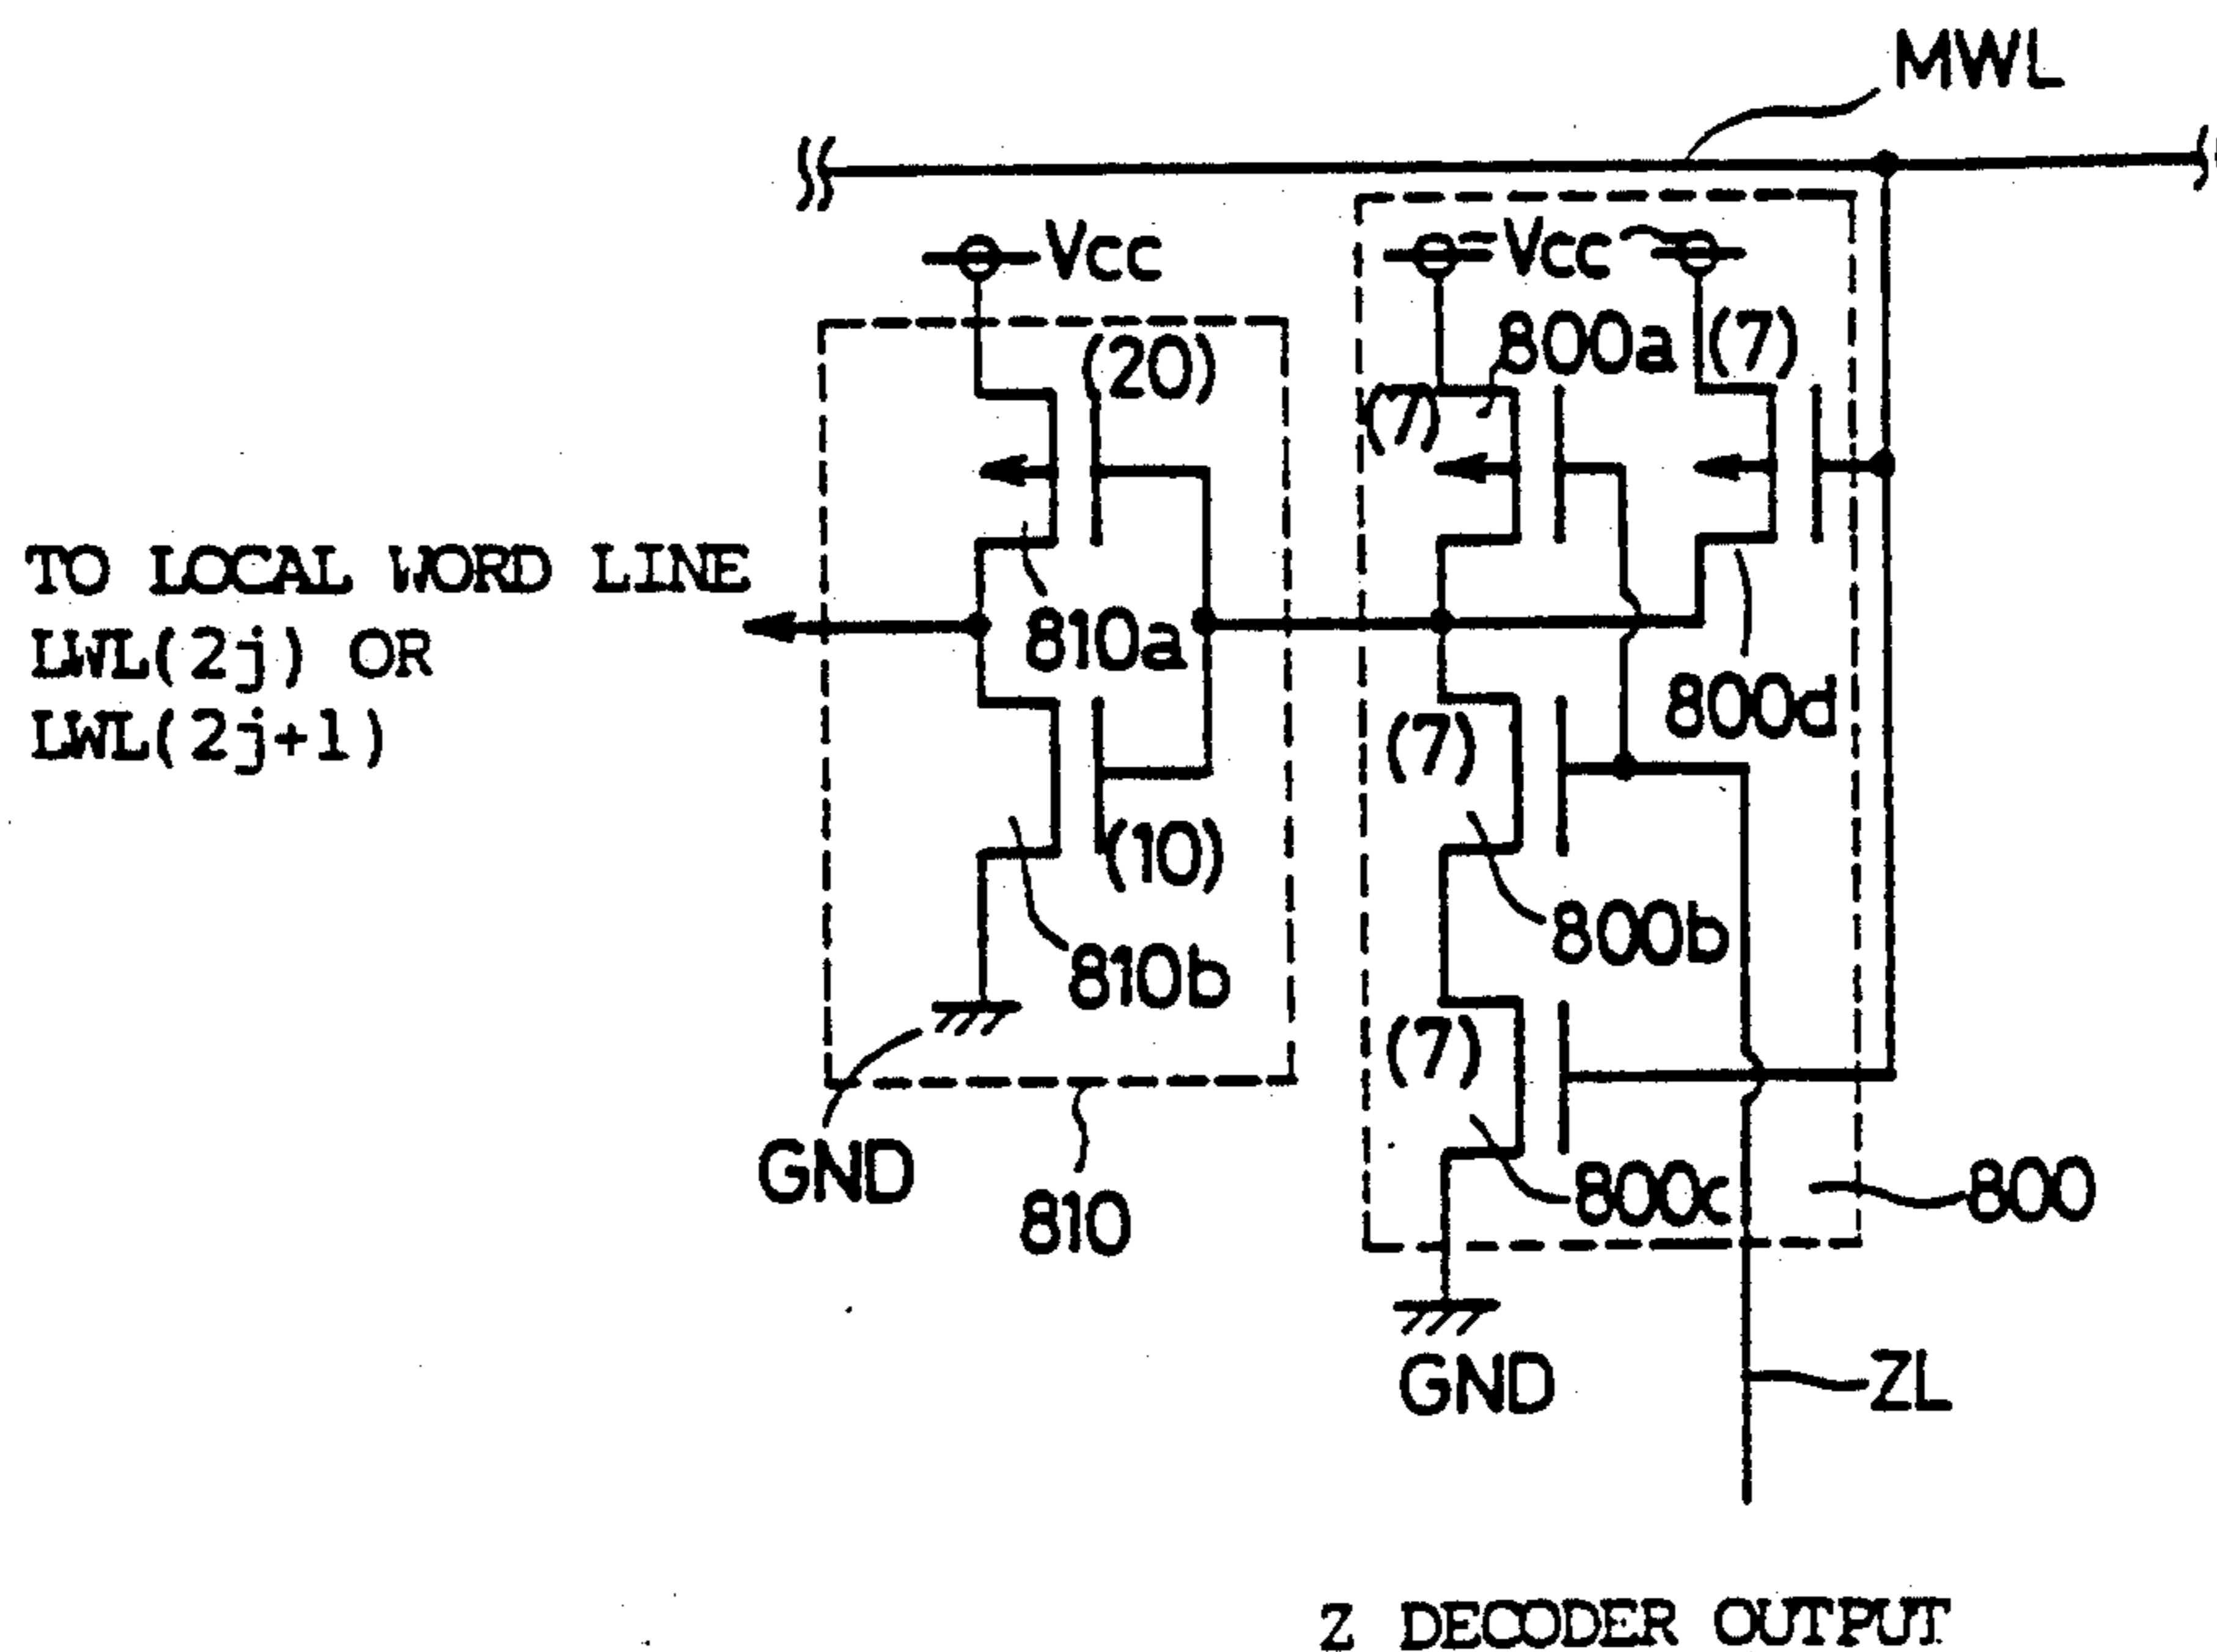 MWL
Vcc
Vcc
(20)
800a
(7)
(7)
TO LOCAL WORD LINE
LWL(2j) OR
LWL(2j+1)
810a
800d
(7)
(10)
800b
810b
(7)
GND
810
800c
800
GND
ZL
Z DECODER OUTPUT